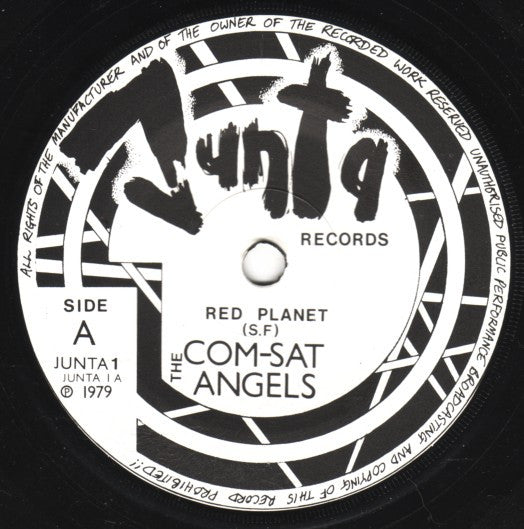 ALL RIGHTS OF THE MANUFACTURER AND OF THE OWNER OF THE RECORDED WORK RESERVED UNAUTHORISED PUBLIC PERFORMANCE BROADCASTING AND COPYING OF THIS RECORD PROHIBITED!!
Junta
RECORDS
SIDE
A
JUNTA 1
JUNTA 1 A
℗ 1979
RED PLANET
(S.F)
THE COM-SAT
ANGELS